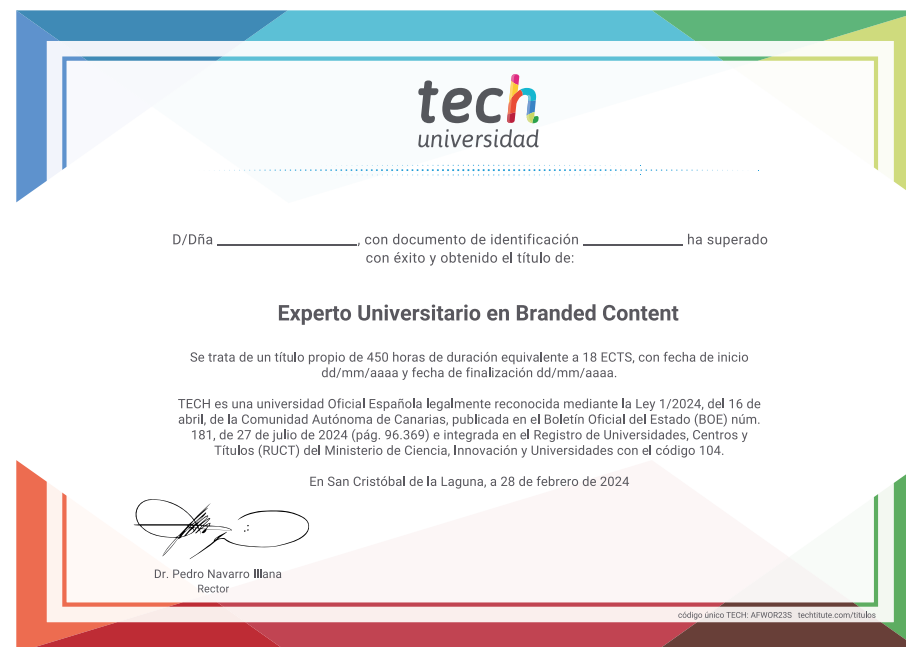 tech
universidad
D/Dña ____________, con documento de identificación ____________ ha superado
con éxito y obtenido el título de:
Experto Universitario en Branded Content
Se trata de un título propio de 450 horas de duración equivalente a 18 ECTS, con fecha de inicio
dd/mm/aaaa y fecha de finalización dd/mm/aaaa.
TECH es una universidad Oficial Española legalmente reconocida mediante la Ley 1/2024, del 16 de
abril, de la Comunidad Autónoma de Canarias, publicada en el Boletín Oficial del Estado (BOE) núm.
181, de 27 de julio de 2024 (pág. 96.369) e integrada en el Registro de Universidades, Centros y
Títulos (RUCT) del Ministerio de Ciencia, Innovación y Universidades con el código 104.
En San Cristóbal de la Laguna, a 28 de febrero de 2024
Dr. Pedro Navarro Illana
Rector
código único TECH: AFWOR23S techtitute.com/titulos